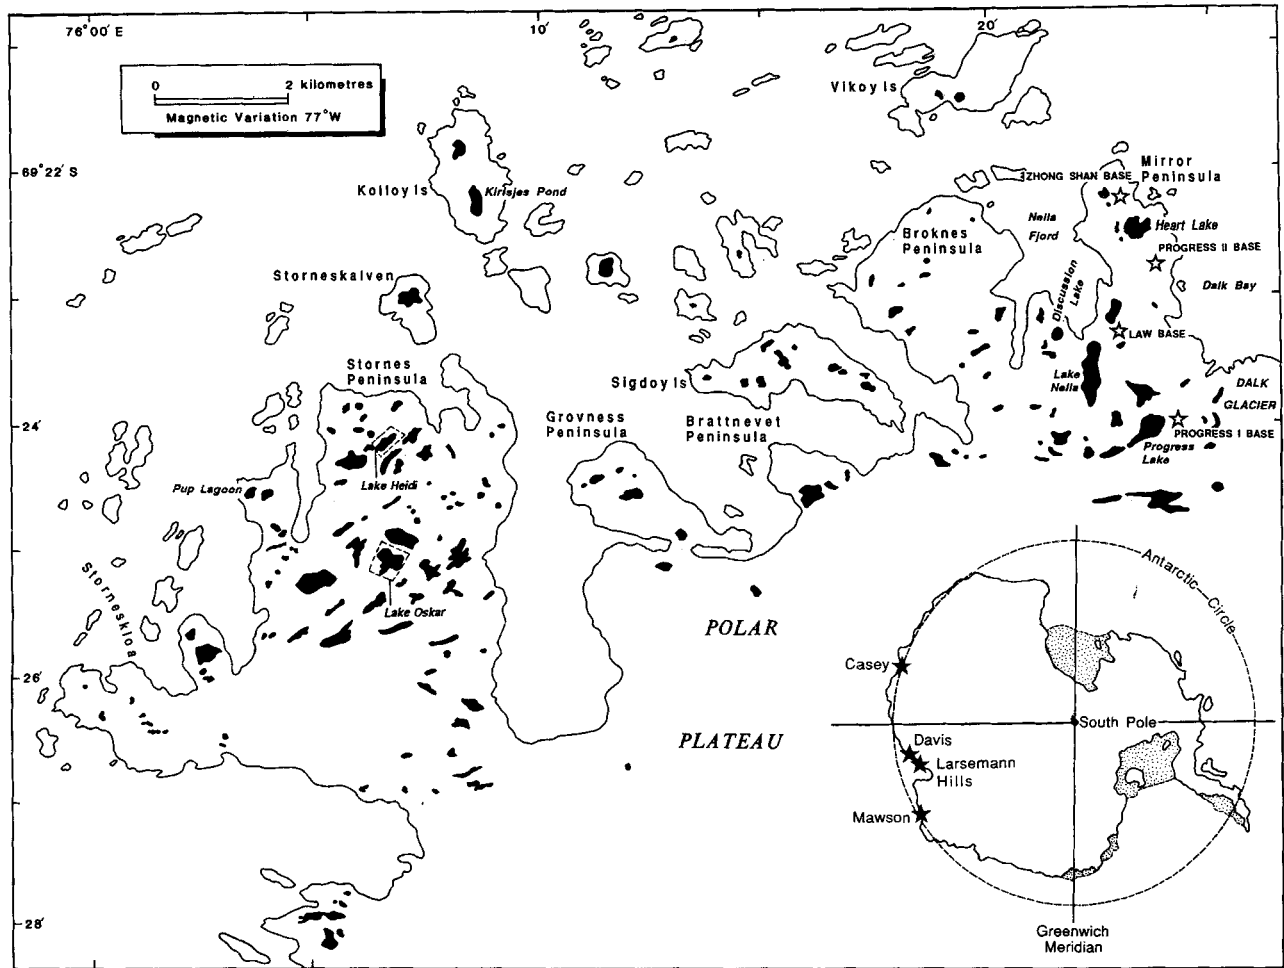 76°00′E
10′
20′
0 2 kilometres
Magnetic Variation 77°W
Vikoy Is
69°22′S
Kolloy Is
Kirisjes Pond
ZHONG SHAN BASE
Mirror
Peninsula
Broknes
Peninsula
Nella
Fjord
Heart Lake
PROGRESS II BASE
Storneskalven
Discussion
Lake
Dalk Bay
LAW BASE
Stornes
Peninsula
Sigdoy Is
Lake
Nella
DALK
GLACIER
24′
Grovness
Peninsula
Brattnevet
Peninsula
PROGRESS I BASE
Progress
Lake
Pup Lagoon
Lake Heidi
Storneskloa
Lake Oskar
POLAR
PLATEAU
26′
28′
Antarctic Circle
Casey
South Pole
Davis
Larsemann
Hills
Mawson
Greenwich
Meridian